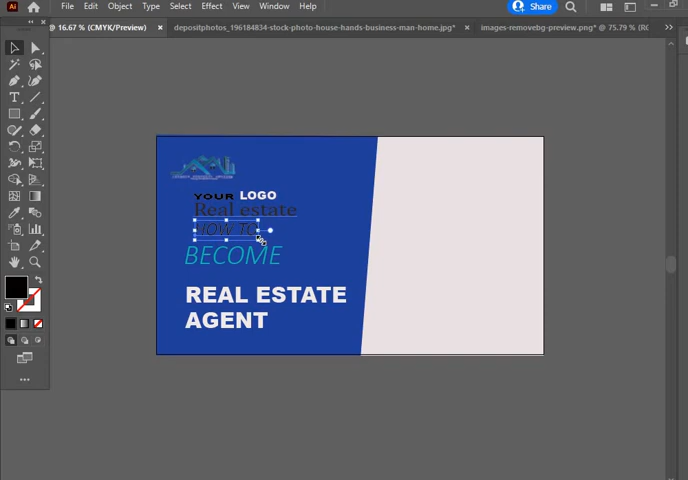 Ai File Edit Object Type Select Effect View Window Help Share
@ 16.67 % (CMYK/Preview) × depositphotos_196184834-stock-photo-house-hands-business-man-home.jpg* × images-removebg-preview.png* @ 75.79 % (RG
YOUR LOGO
Real estate
HOW TO
BECOME
REAL ESTATE
AGENT